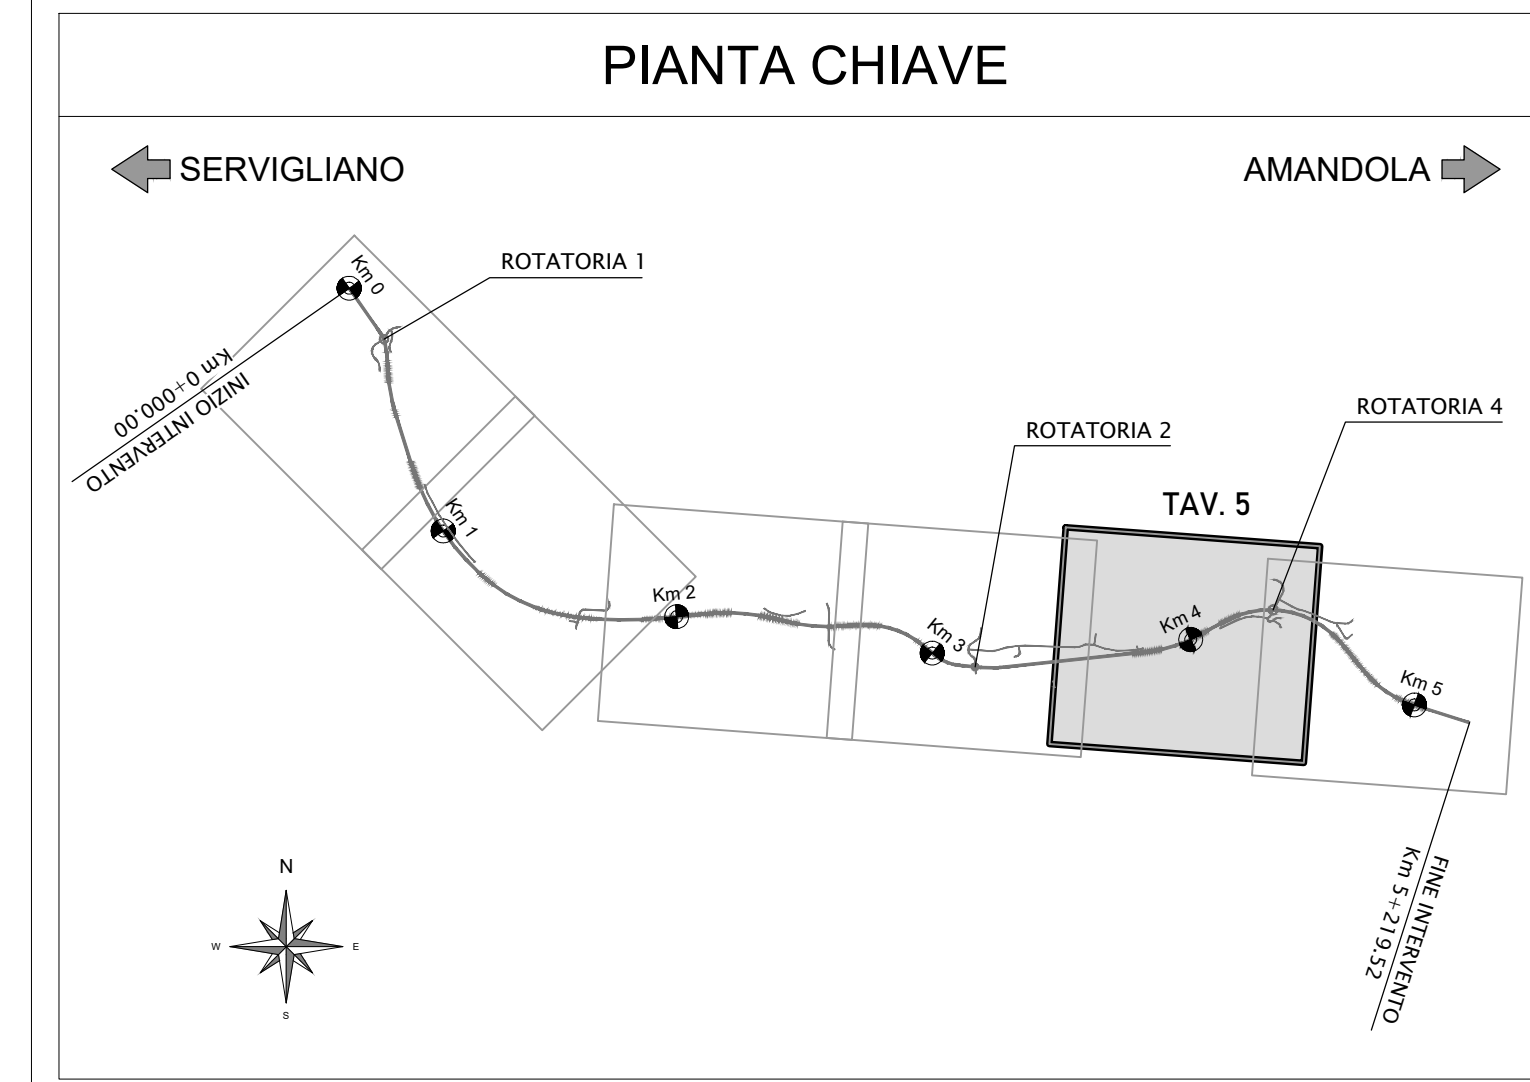 PIANTA CHIAVE
SERVIGLIANO
AMANDOLA
Km 0
ROTATORIA 1
Km 0+000.00
INIZIO INTERVENTO
ROTATORIA 4
ROTATORIA 2
TAV. 5
Km 1
Km 2
Km 3
Km 4
Km 5
FINE INTERVENTO
Km 5+219.52
N
W
E
S